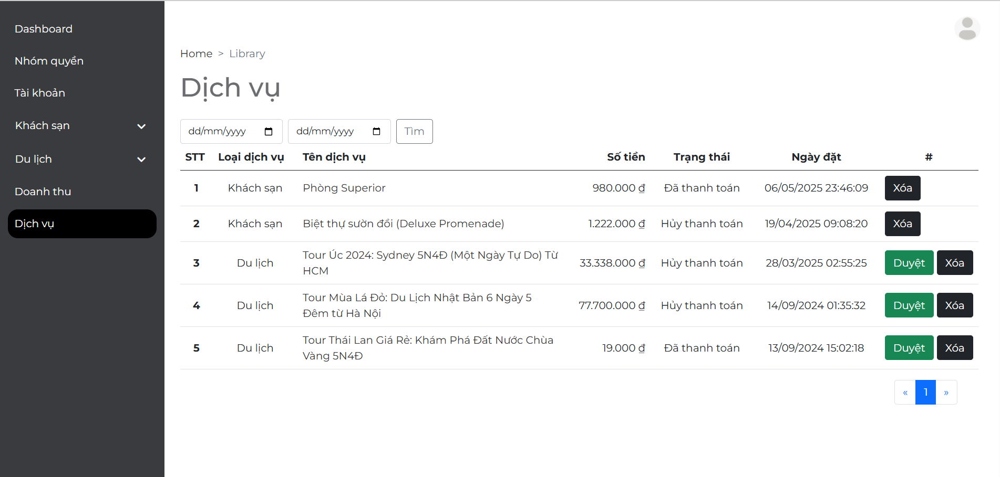 Dashboard
Nhóm quyền
Tài khoản
Khách sạn
Du lịch
Doanh thu
Dịch vụ
Home > Library
Dịch vụ
dd/mm/yyyy dd/mm/yyyy Tìm
STT Loại dịch vụ Tên dịch vụ Số tiền Trạng thái Ngày đặt #
1 Khách sạn Phòng Superior 980.000 ₫ Đã thanh toán 06/05/2025 23:46:09 Xóa
2 Khách sạn Biệt thự sườn đồi (Deluxe Promenade) 1.222.000 ₫ Hủy thanh toán 19/04/2025 09:08:20 Xóa
3 Du lịch Tour Úc 2024: Sydney 5N4Đ (Một Ngày Tự Do) Từ
HCM 33.338.000 ₫ Hủy thanh toán 28/03/2025 02:55:25 Duyệt Xóa
4 Du lịch Tour Mùa Lá Đỏ: Du Lịch Nhật Bản 6 Ngày 5
Đêm từ Hà Nội 77.700.000 ₫ Hủy thanh toán 14/09/2024 01:35:32 Duyệt Xóa
5 Du lịch Tour Thái Lan Giá Rẻ: Khám Phá Đất Nước Chùa
Vàng 5N4Đ 19.000 ₫ Đã thanh toán 13/09/2024 15:02:18 Duyệt Xóa
« 1 »